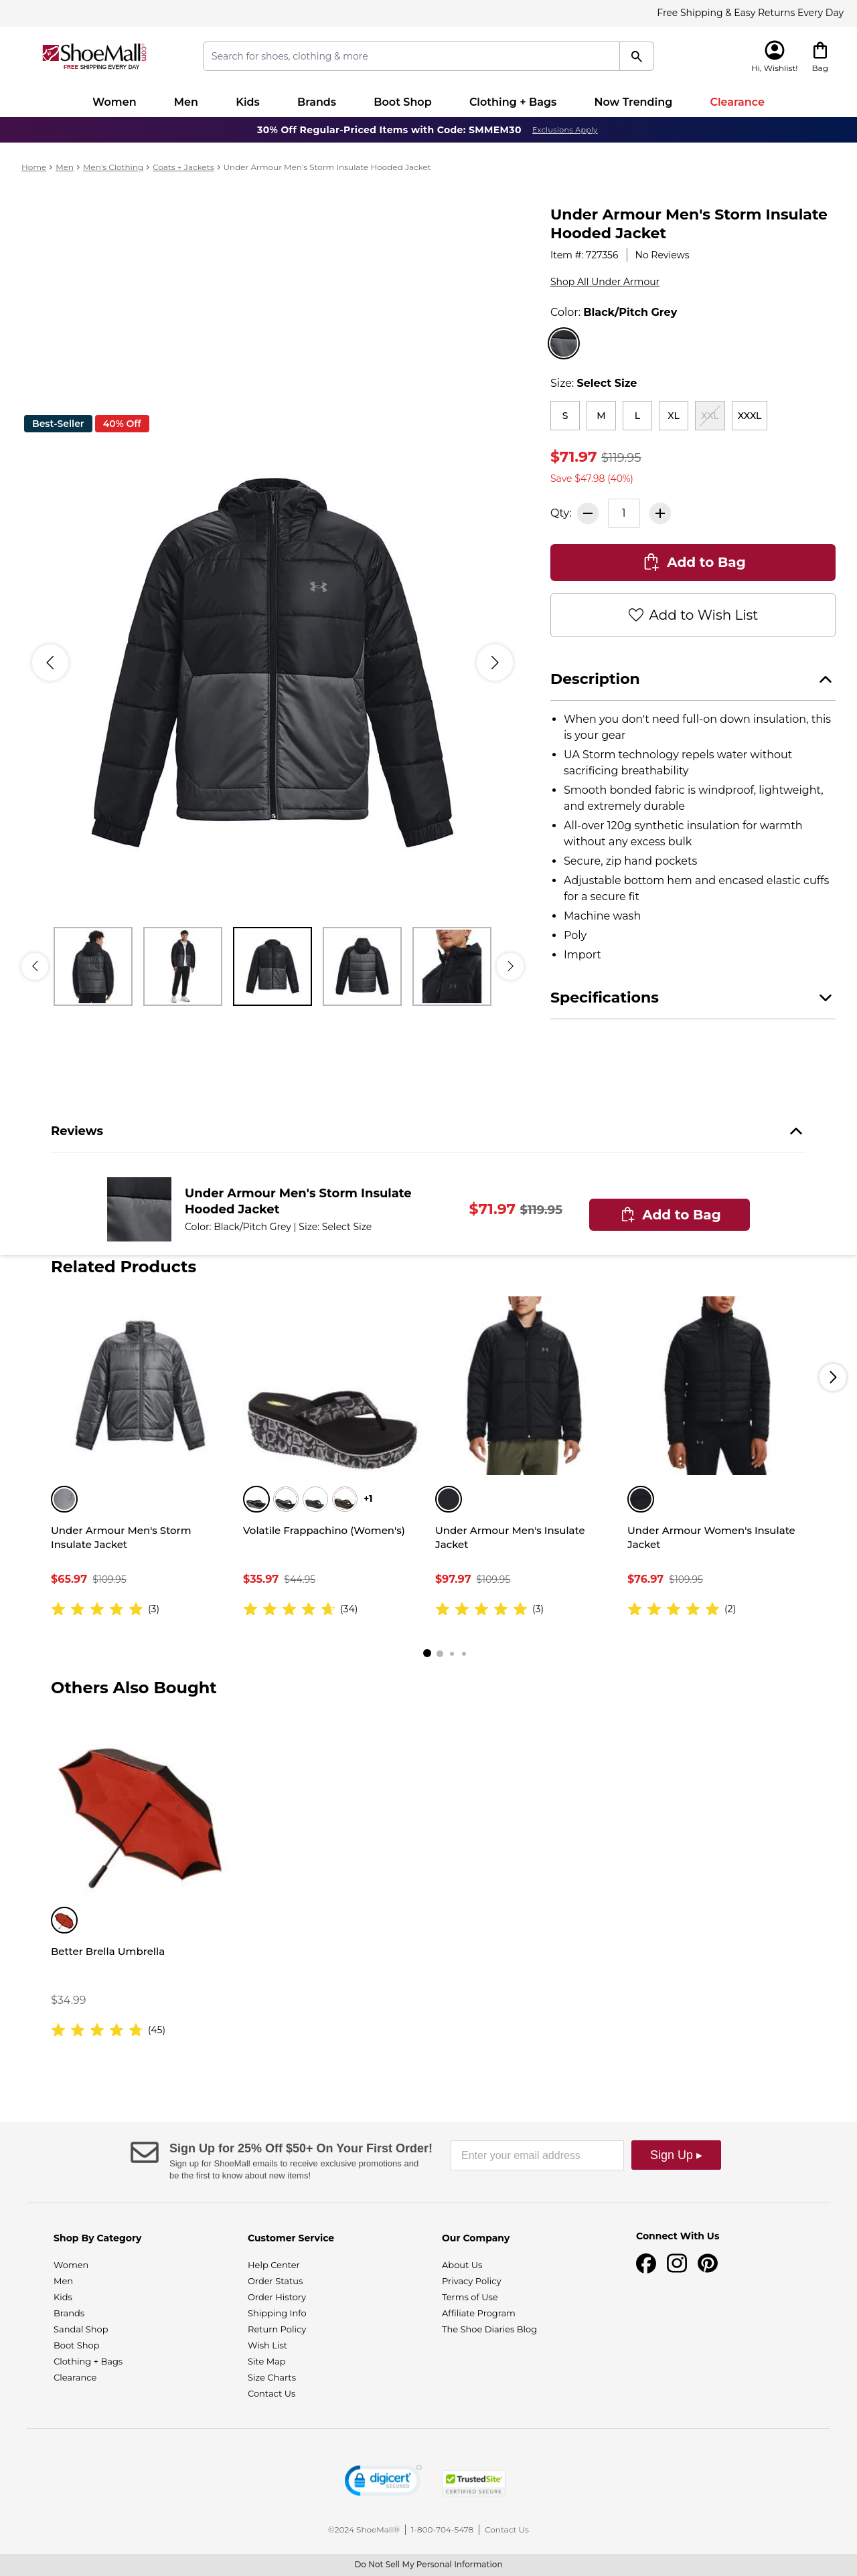 Free Shipping & Easy Returns Every Day
ShoeMall.com
FREE SHIPPING EVERY DAY
Search for shoes, clothing & more
Hi, Wishlist!
Bag
Women Men Kids Brands Boot Shop Clothing + Bags Now Trending Clearance
30% Off Regular-Priced Items with Code: SMMEM30 Exclusions Apply
Home > Men > Men's Clothing > Coats + Jackets > Under Armour Men's Storm Insulate Hooded Jacket
Best-Seller
40% Off
Under Armour Men's Storm Insulate
Hooded Jacket
Item #: 727356 | No Reviews
Shop All Under Armour
Color: Black/Pitch Grey
Size: Select Size
S M L XL XXL XXXL
$71.97 $119.95
Save $47.98 (40%)
Qty: 1
Add to Bag
Add to Wish List
Description
• When you don't need full-on down insulation, this
is your gear
• UA Storm technology repels water without
sacrificing breathability
• Smooth bonded fabric is windproof, lightweight,
and extremely durable
• All-over 120g synthetic insulation for warmth
without any excess bulk
• Secure, zip hand pockets
• Adjustable bottom hem and encased elastic cuffs
for a secure fit
• Machine wash
• Poly
• Import
Specifications
Reviews
Under Armour Men's Storm Insulate
Hooded Jacket
Color: Black/Pitch Grey | Size: Select Size
$71.97 $119.95
Add to Bag
Related Products
+1
Under Armour Men's Storm
Insulate Jacket
$65.97 $109.95
(3)
Volatile Frappachino (Women's)
$35.97 $44.95
(34)
Under Armour Men's Insulate
Jacket
$97.97 $109.95
(3)
Under Armour Women's Insulate
Jacket
$76.97 $109.95
(2)
Others Also Bought
Better Brella Umbrella
$34.99
(45)
Sign Up for 25% Off $50+ On Your First Order!
Sign up for ShoeMall emails to receive exclusive promotions and
be the first to know about new items!
Enter your email address
Sign Up ▸
Shop By Category
Women
Men
Kids
Brands
Sandal Shop
Boot Shop
Clothing + Bags
Clearance
Customer Service
Help Center
Order Status
Order History
Shipping Info
Return Policy
Wish List
Site Map
Size Charts
Contact Us
Our Company
About Us
Privacy Policy
Terms of Use
Affiliate Program
The Shoe Diaries Blog
Connect With Us
digicert
SECURED
TrustedSite
CERTIFIED SECURE
©2024 ShoeMall® | 1-800-704-5478 | Contact Us
Do Not Sell My Personal Information